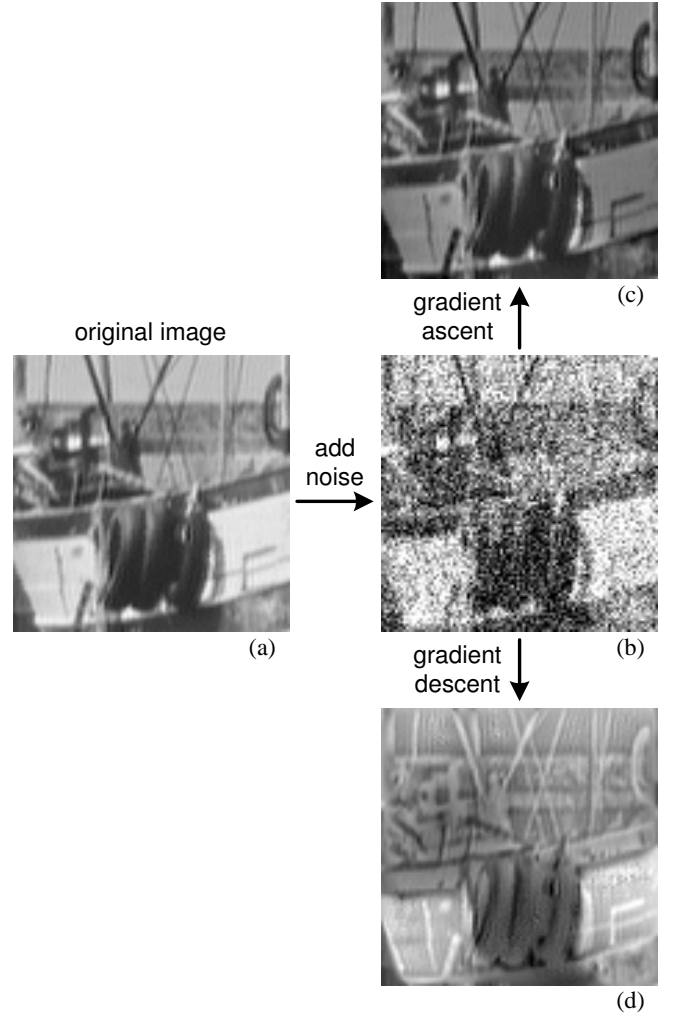 (c)
gradient
ascent
original image
add
noise
(a)
(b)
gradient
descent
(d)